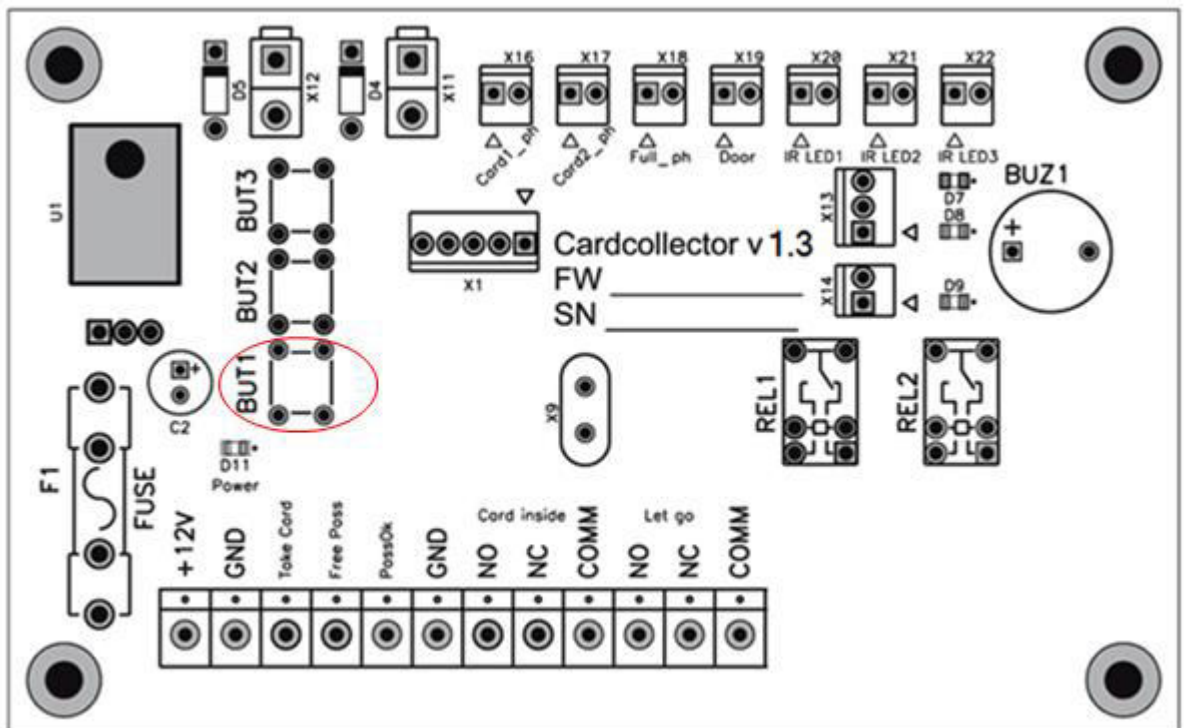 X16 X17 X18 X19 X20 X21 X22
D5 X12 D4 X11
Card1_ph Card2_ph Full_ph Door IR LED1 IR LED2 IR LED3
U1
BUT3
BUT2
BUT1
X1
Cardcollector v 1.3
FW
SN
X13
X14
D7
D8
D9
BUZ1
+
C2
+
X9
REL1
REL2
D11
Power
F1
FUSE
Card inside Let go
+12V GND Take Card Free Pass PassOk GND NO NC COMM NO NC COMM